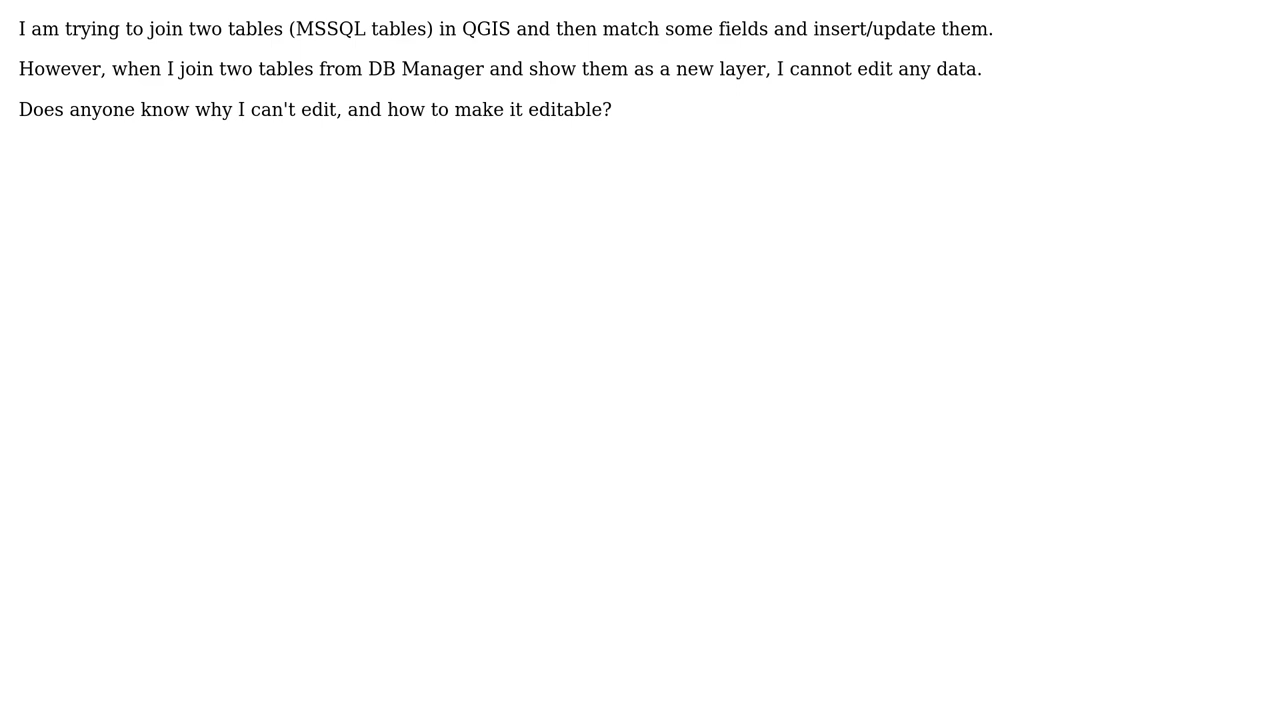 I am trying to join two tables (MSSQL tables) in QGIS and then match some fields and insert/update them.
However, when I join two tables from DB Manager and show them as a new layer, I cannot edit any data.
Does anyone know why I can't edit, and how to make it editable?